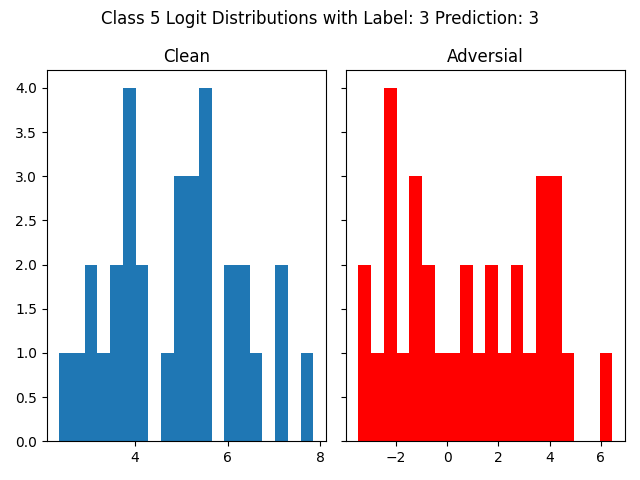 Class 5 Logit Distributions with Label: 3 Prediction: 3
Clean
Adversial
4.0
3.5
3.0
2.5
2.0
1.5
1.0
0.5
0.0
4 6 8
−2 0 2 4 6